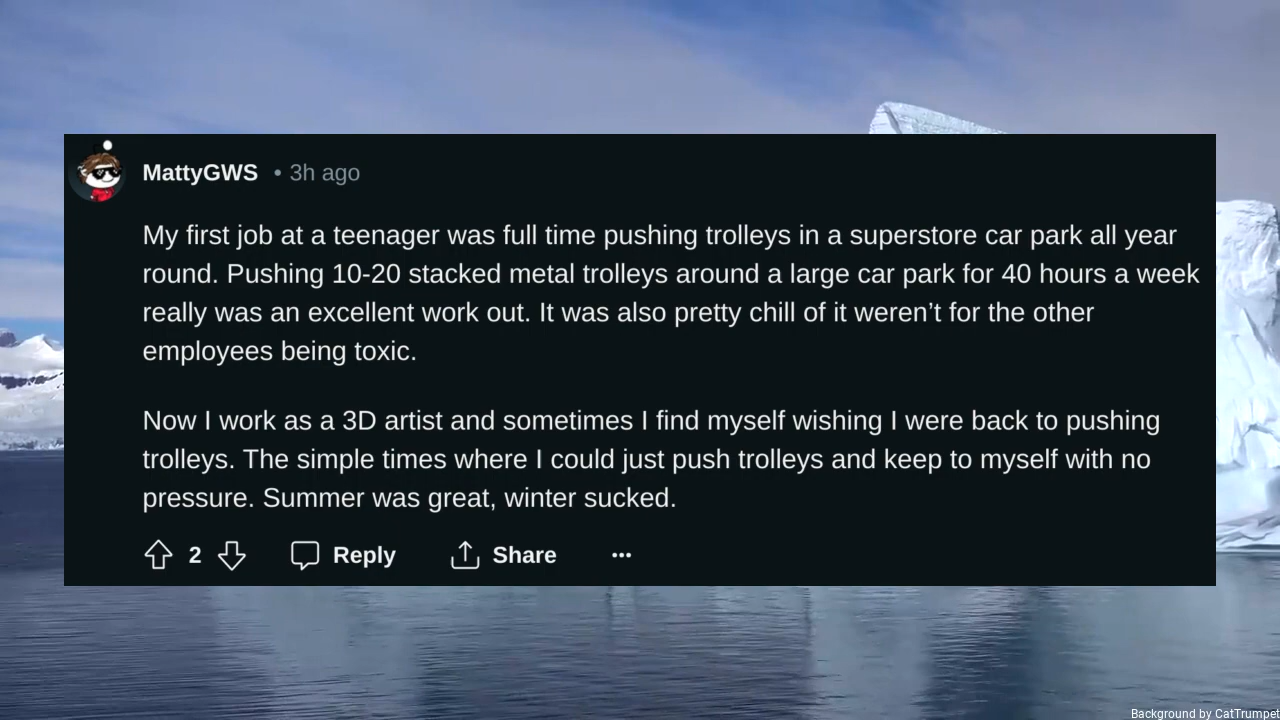 MattyGWS • 3h ago
My first job at a teenager was full time pushing trolleys in a superstore car park all year
round. Pushing 10-20 stacked metal trolleys around a large car park for 40 hours a week
really was an excellent work out. It was also pretty chill of it weren’t for the other
employees being toxic.
Now I work as a 3D artist and sometimes I find myself wishing I were back to pushing
trolleys. The simple times where I could just push trolleys and keep to myself with no
pressure. Summer was great, winter sucked.
2 Reply Share ···
Background by CatTrumpet